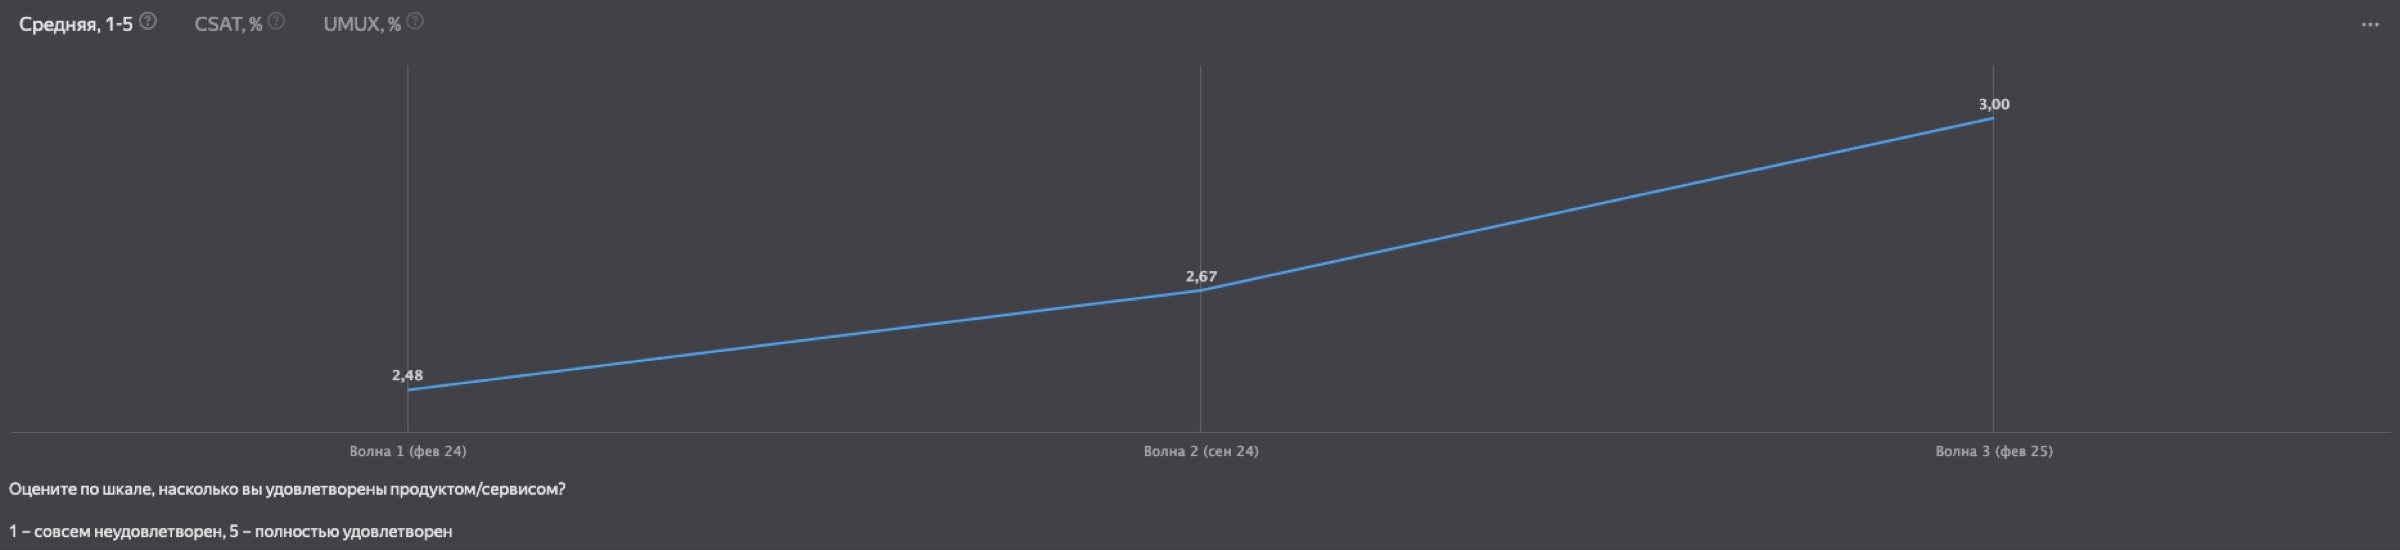 Средняя, 1-5 ? CSAT, % ? UMUX, % ? ...
3,00
2,67
2,48
Волна 1 (фев 24) Волна 2 (сен 24) Волна 3 (фев 25)
Оцените по шкале, насколько вы удовлетворены продуктом/сервисом?
1 – совсем неудовлетворен, 5 – полностью удовлетворен